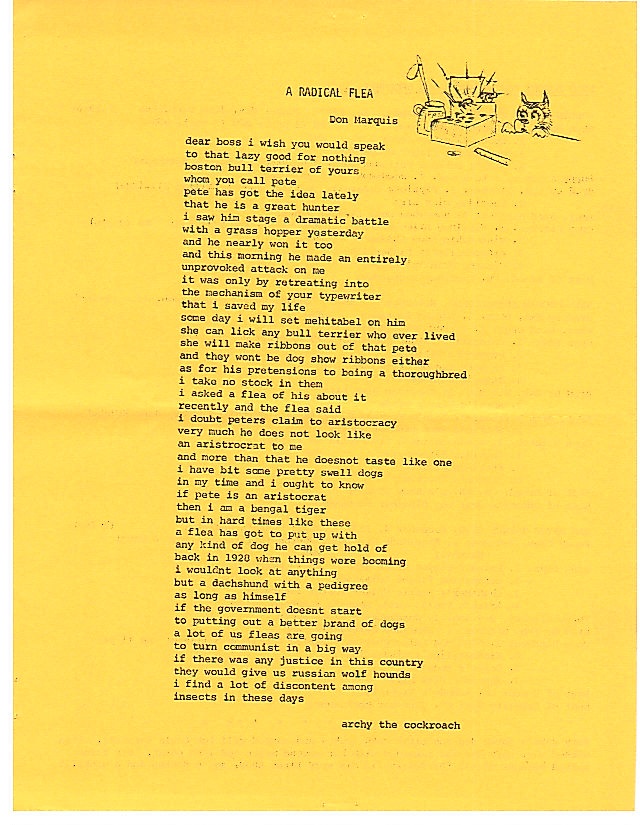 A RADICAL FLEA
Don Marquis
dear boss i wish you would speak
to that lazy good for nothing
boston bull terrier of yours
whom you call pete
pete has got the idea lately
that he is a great hunter
i saw him stage a dramatic battle
with a grass hopper yesterday
and he nearly won it too
and this morning he made an entirely
unprovoked attack on me
it was only by retreating into
the mechanism of your typewriter
that i saved my life
some day i will set mehitabel on him
she can lick any bull terrier who ever lived
she will make ribbons out of that pete
and they wont be dog show ribbons either
as for his pretensions to being a thoroughbred
i take no stock in them
i asked a flea of his about it
recently and the flea said
i doubt peters claim to aristocracy
very much he does not look like
an aristrocrat to me
and more than that he doesnot taste like one
i have bit some pretty swell dogs
in my time and i ought to know
if pete is an aristocrat
then i am a bengal tiger
but in hard times like these
a flea has got to put up with
any kind of dog he can get hold of
back in 1928 when things were booming
i wouldnt look at anything
but a dachshund with a pedigree
as long as himself
if the government doesnt start
to putting out a better brand of dogs
a lot of us fleas are going
to turn communist in a big way
if there was any justice in this country
they would give us russian wolf hounds
i find a lot of discontent among
insects in these days
archy the cockroach